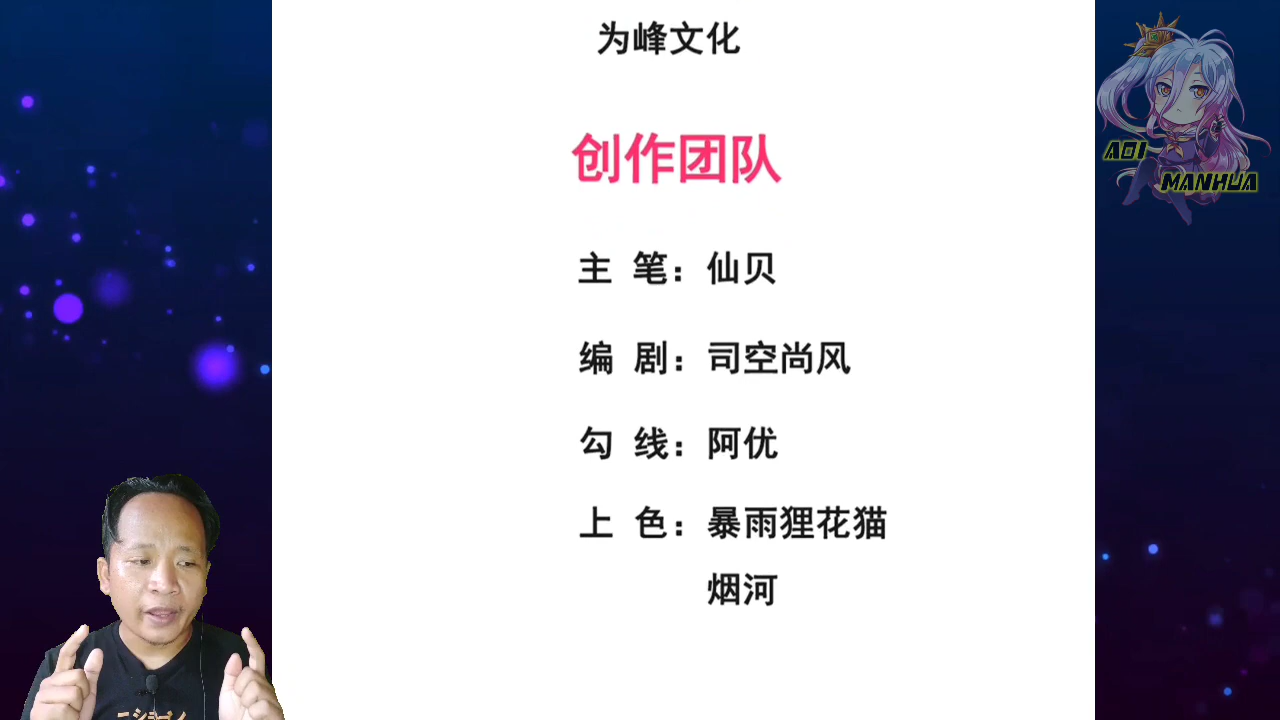 为峰文化
创作团队
主 笔：仙贝
编 剧：司空尚风
勾 线：阿优
上 色：暴雨狸花猫
烟河
AOI
MANHUA